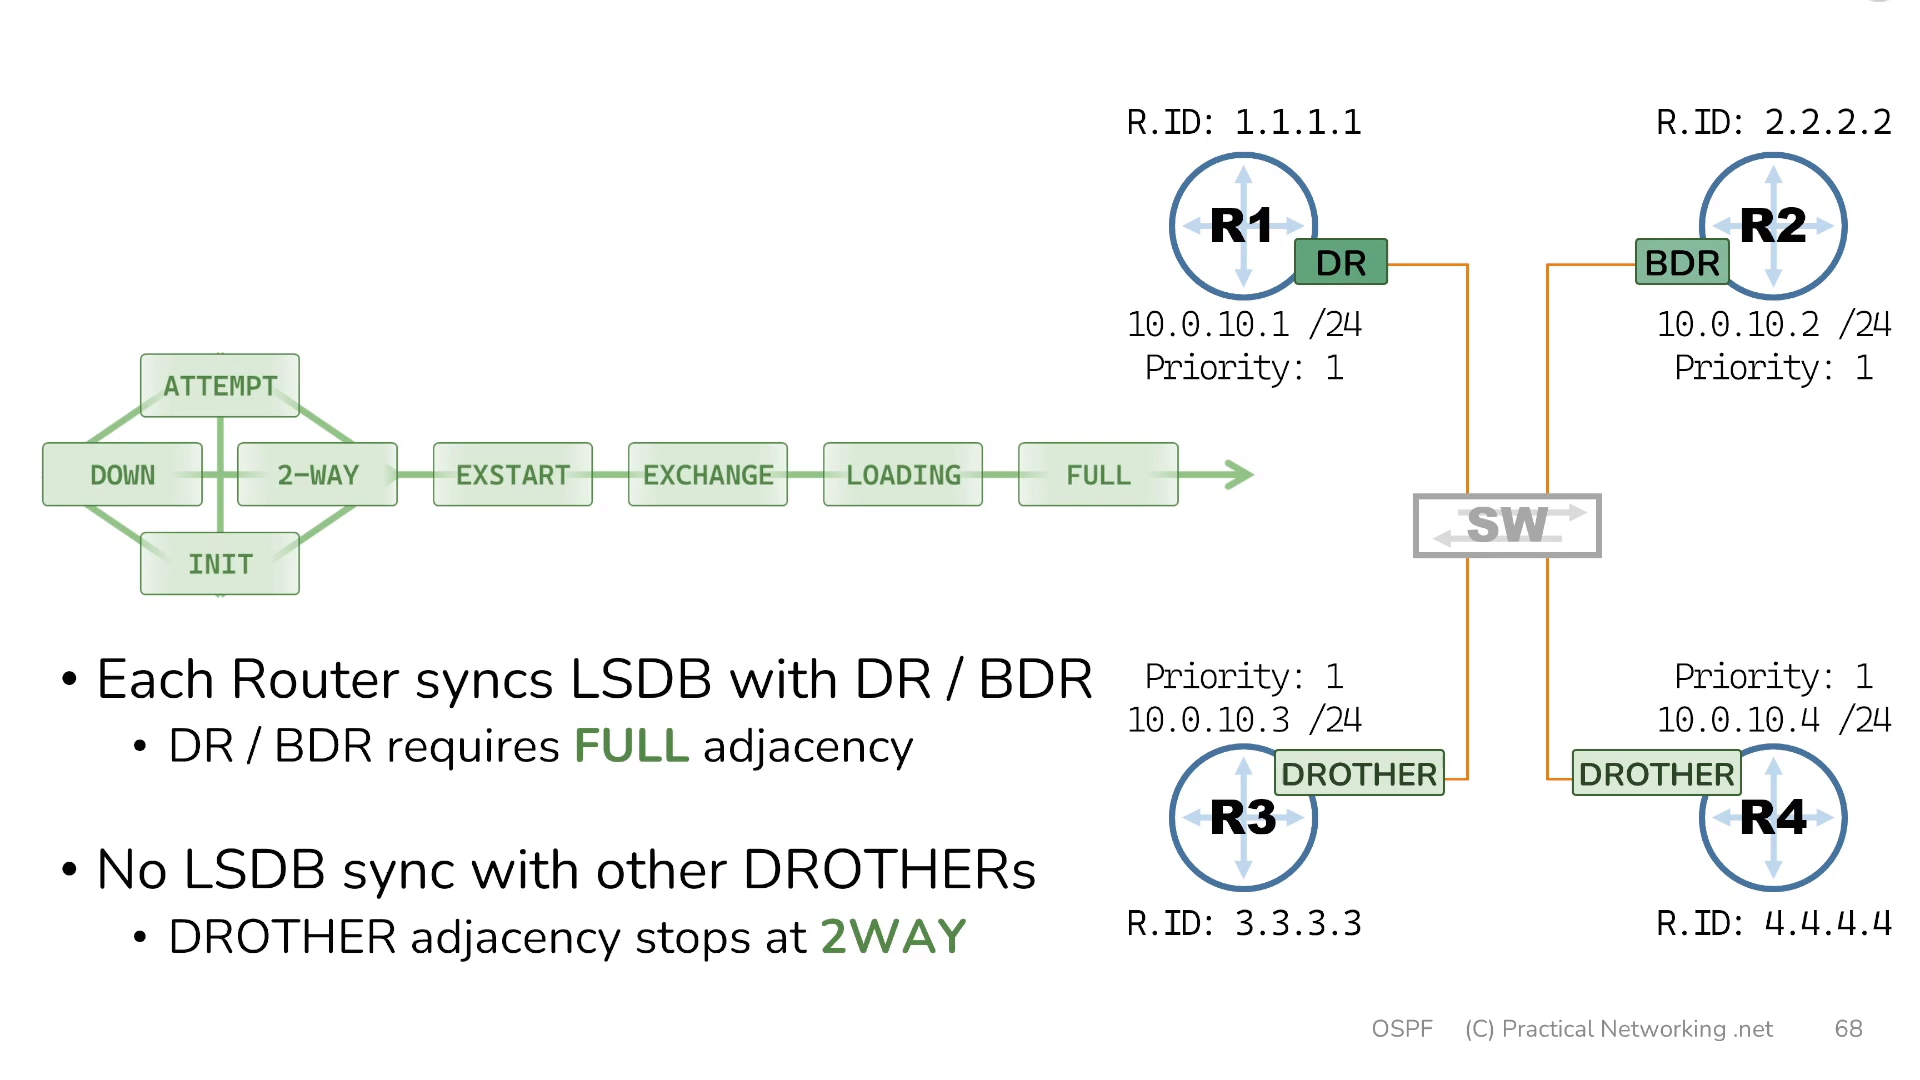 R.ID: 1.1.1.1
R.ID: 2.2.2.2
R1
R2
DR
BDR
10.0.10.1 /24
10.0.10.2 /24
Priority: 1
Priority: 1
ATTEMPT
DOWN
2-WAY
EXSTART
EXCHANGE
LOADING
FULL
INIT
SW
• Each Router syncs LSDB with DR / BDR
• DR / BDR requires FULL adjacency
• No LSDB sync with other DROTHERs
• DROTHER adjacency stops at 2WAY
Priority: 1
Priority: 1
10.0.10.3 /24
10.0.10.4 /24
DROTHER
DROTHER
R3
R4
R.ID: 3.3.3.3
R.ID: 4.4.4.4
OSPF (C) Practical Networking .net 68